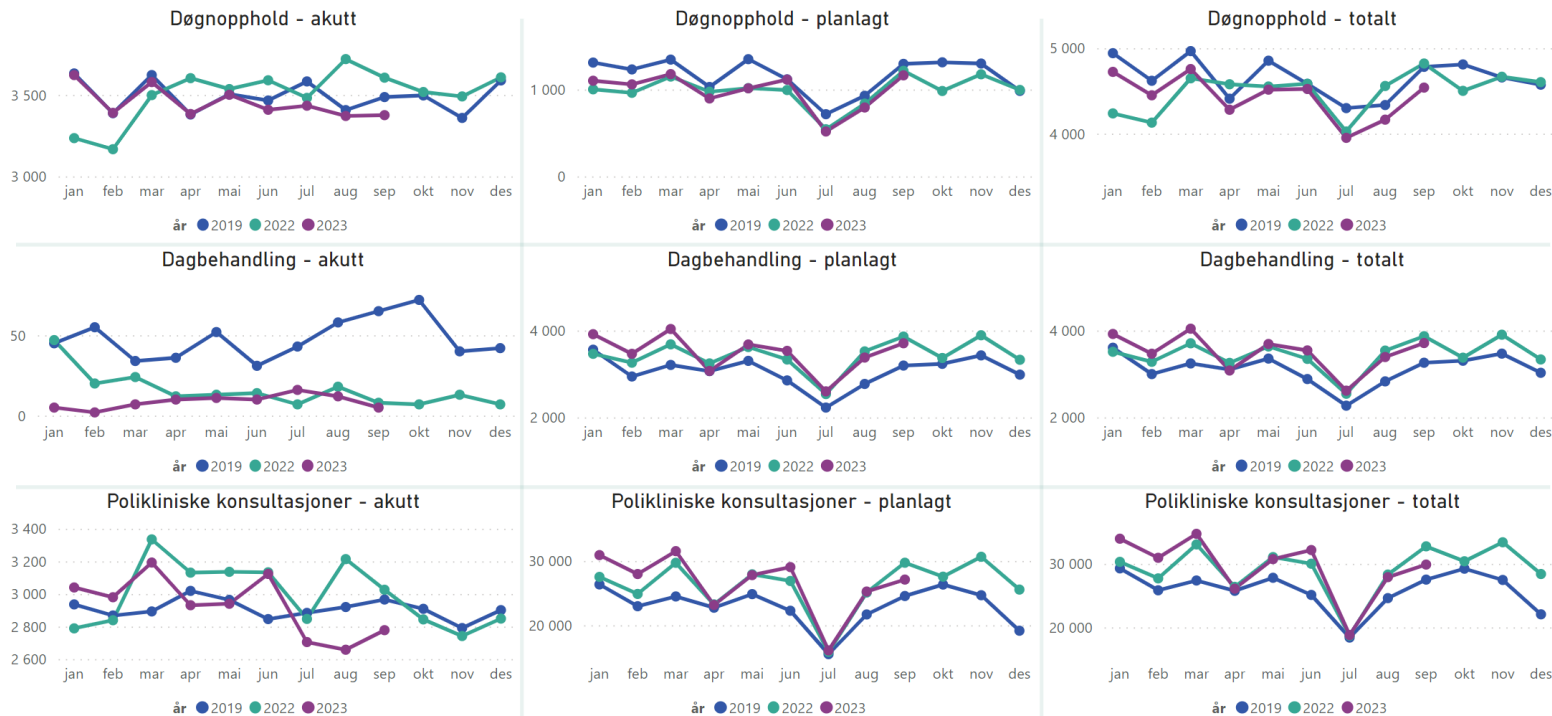 Døgnopphold - akutt
3 500
3 000
jan feb mar apr mai jun jul aug sep okt nov des
år 2019 2022 2023
Døgnopphold - planlagt
1 000
0
jan feb mar apr mai jun jul aug sep okt nov des
år 2019 2022 2023
Døgnopphold - totalt
5 000
4 000
jan feb mar apr mai jun jul aug sep okt nov des
år 2019 2022 2023
Dagbehandling - akutt
50
0
jan feb mar apr mai jun jul aug sep okt nov des
år 2019 2022 2023
Dagbehandling - planlagt
4 000
2 000
jan feb mar apr mai jun jul aug sep okt nov des
år 2019 2022 2023
Dagbehandling - totalt
4 000
2 000
jan feb mar apr mai jun jul aug sep okt nov des
år 2019 2022 2023
Polikliniske konsultasjoner - akutt
3 400
3 200
3 000
2 800
2 600
jan feb mar apr mai jun jul aug sep okt nov des
år 2019 2022 2023
Polikliniske konsultasjoner - planlagt
30 000
20 000
jan feb mar apr mai jun jul aug sep okt nov des
år 2019 2022 2023
Polikliniske konsultasjoner - totalt
30 000
20 000
jan feb mar apr mai jun jul aug sep okt nov des
år 2019 2022 2023